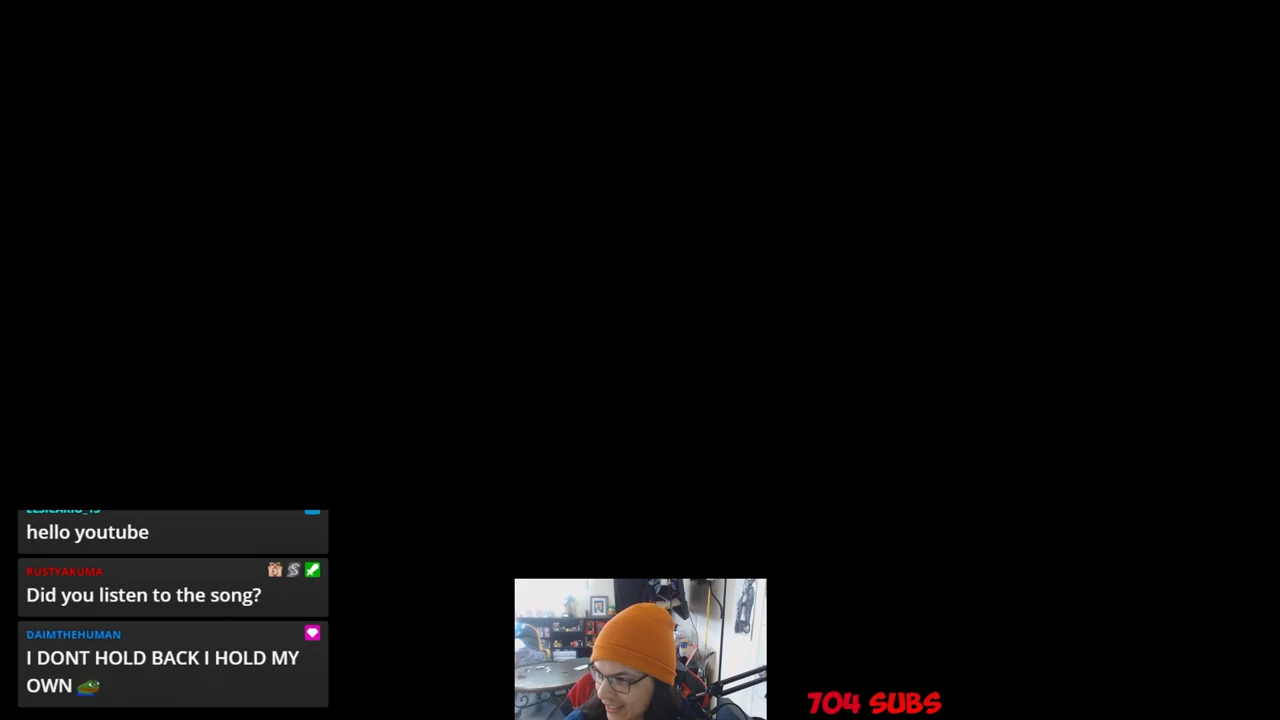 hello youtube
RUSTYAKUMA
Did you listen to the song?
DAIMTHEHUMAN
I DONT HOLD BACK I HOLD MY
OWN
704 SUBS